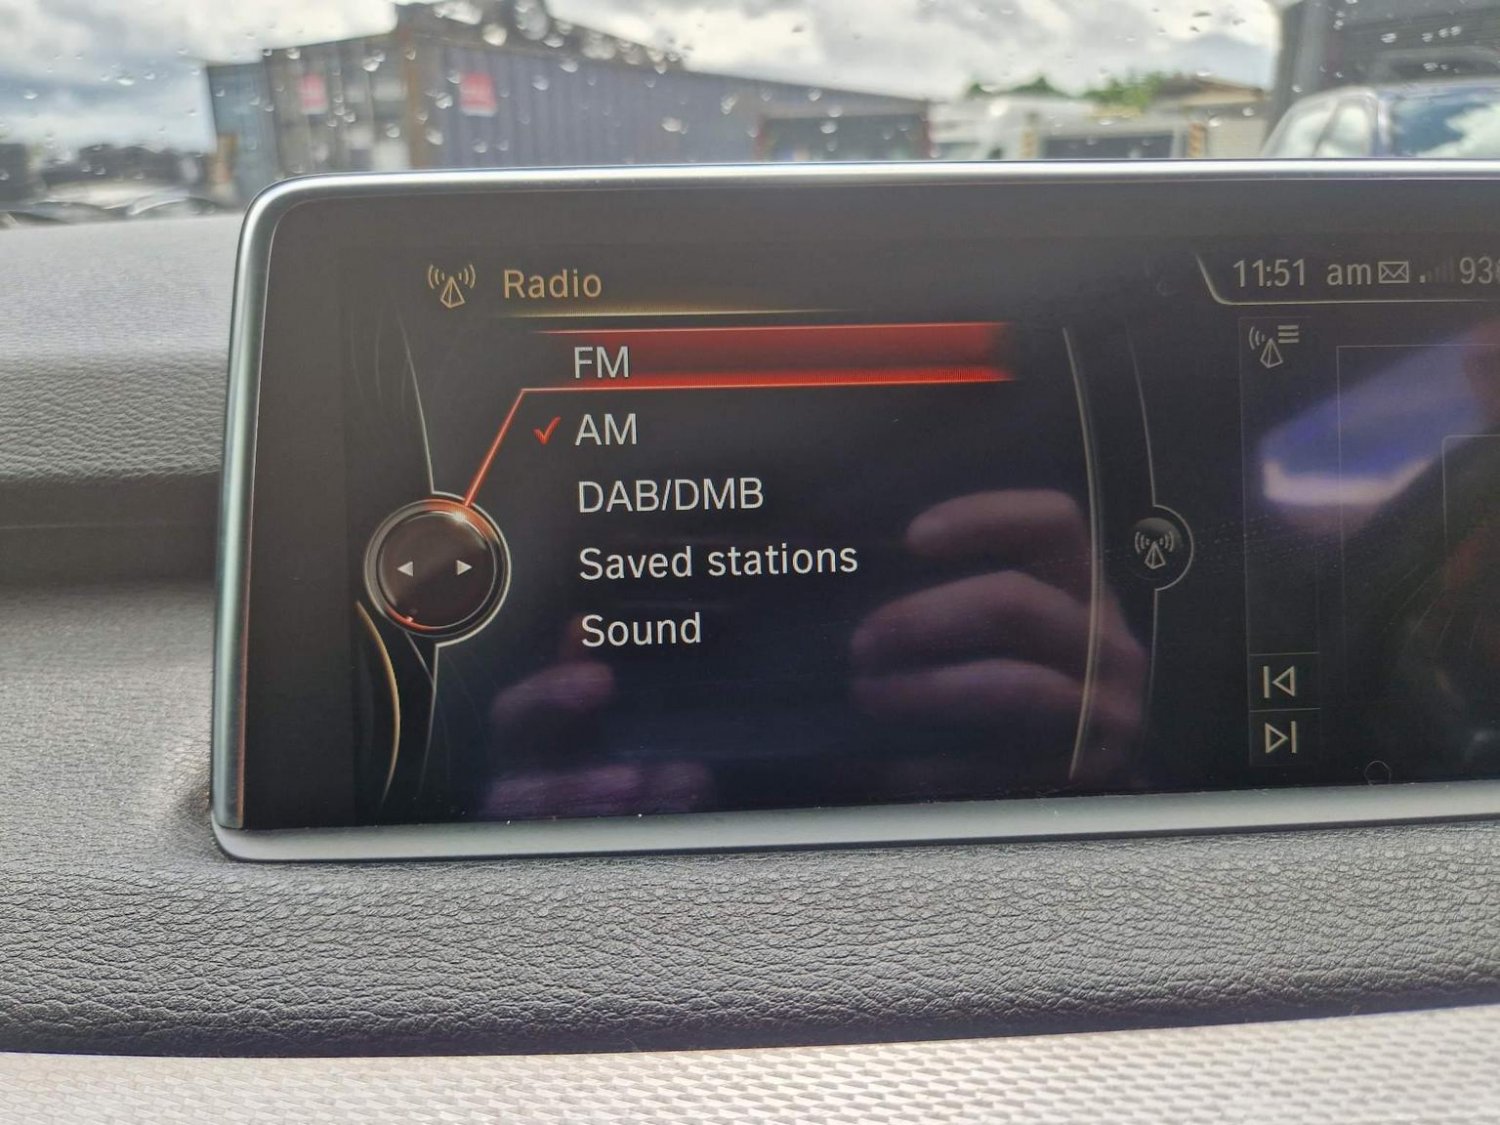 Radio
11:51 am
FM
AM
DAB/DMB
Saved stations
Sound